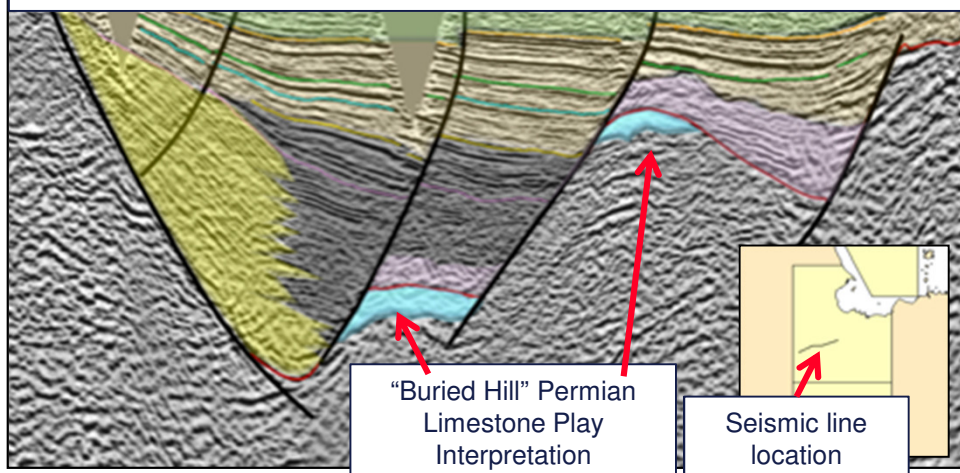 “Buried Hill” Permian
Limestone Play
Interpretation
Seismic line
location